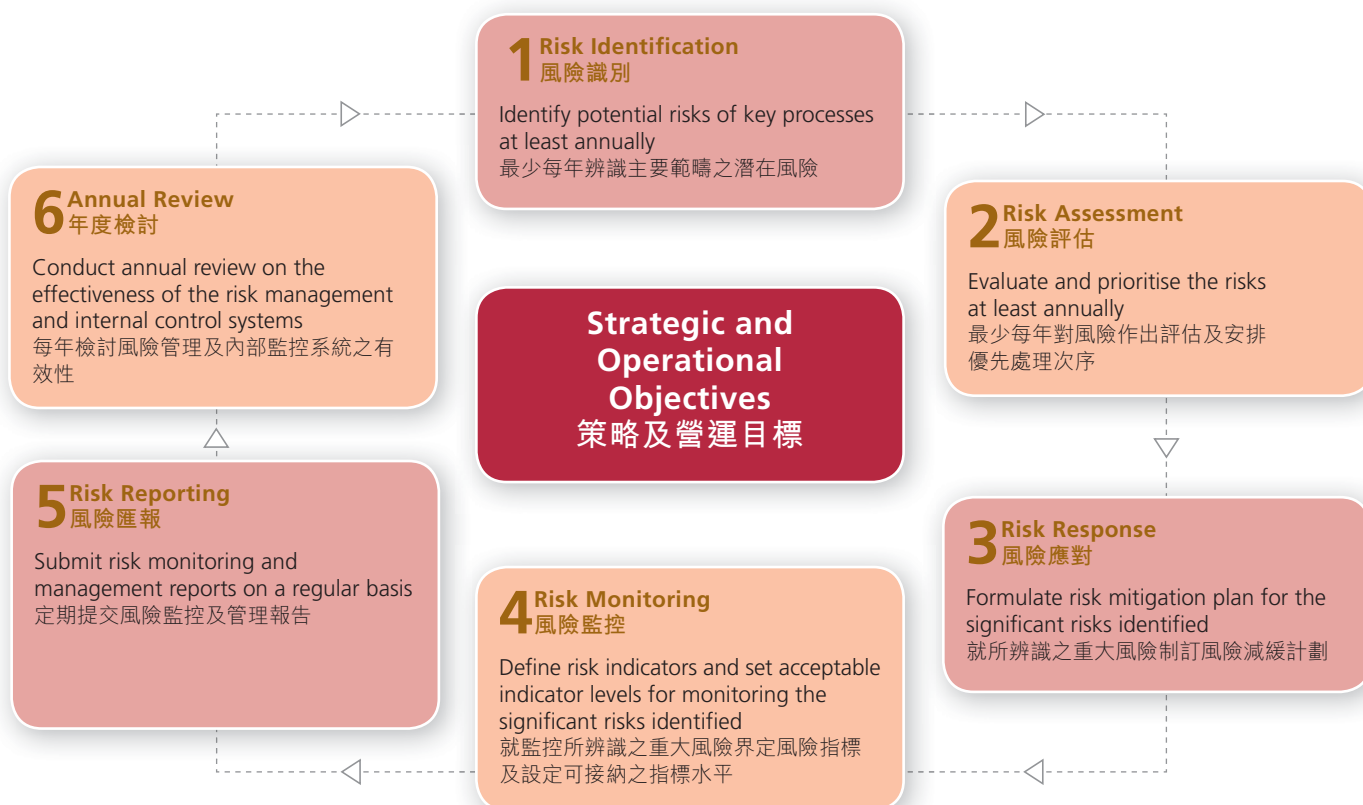 1 Risk Identification
風險識別
Identify potential risks of key processes
at least annually
最少每年辨識主要範疇之潛在風險
2 Risk Assessment
風險評估
Evaluate and prioritise the risks
at least annually
最少每年對風險作出評估及安排
優先處理次序
3 Risk Response
風險應對
Formulate risk mitigation plan for the
significant risks identified
就所辨識之重大風險制訂風險減緩計劃
4 Risk Monitoring
風險監控
Define risk indicators and set acceptable
indicator levels for monitoring the
significant risks identified
就監控所辨識之重大風險界定風險指標
及設定可接納之指標水平
5 Risk Reporting
風險匯報
Submit risk monitoring and
management reports on a regular basis
定期提交風險監控及管理報告
6 Annual Review
年度檢討
Conduct annual review on the
effectiveness of the risk management
and internal control systems
每年檢討風險管理及內部監控系統之有
效性
Strategic and
Operational
Objectives
策略及營運目標